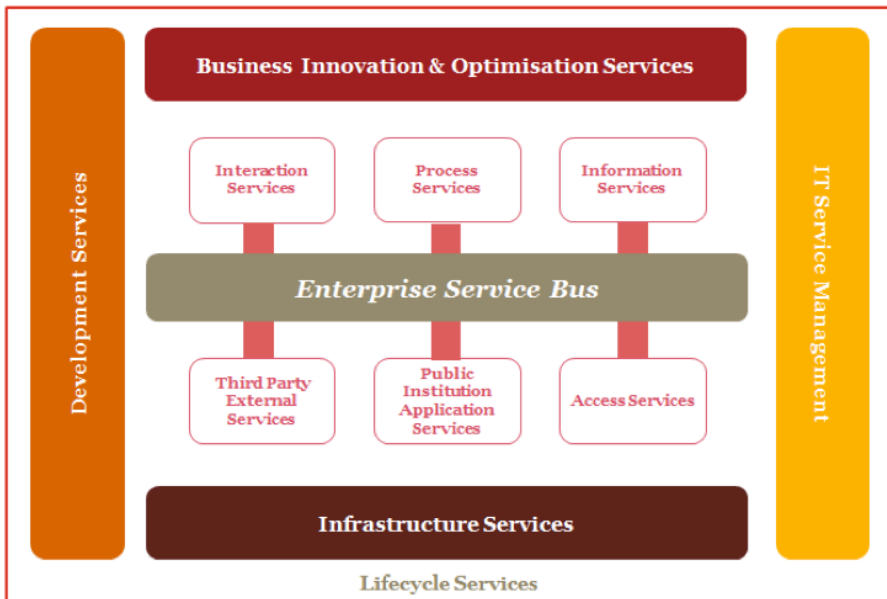 Business Innovation & Optimisation Services
Development Services
Interaction
Services
Process
Services
Information
Services
IT Service Management
Enterprise Service Bus
Third Party
External
Services
Public
Institution
Application
Services
Access Services
Infrastructure Services
Lifecycle Services